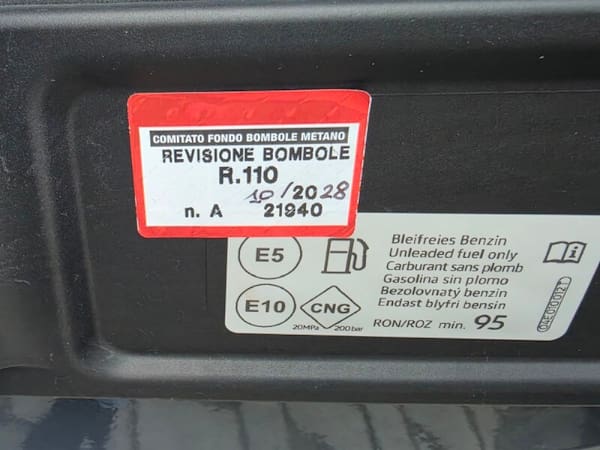 COMITATO FONDO BOMBOLE METANO
REVISIONE BOMBOLE
R.110
10/2028
n. A 21940
E5
E10
CNG
20MPa 200bar
Bleifreies Benzin
Unleaded fuel only
Carburant sans plomb
Gasolina sin plomo
Bezolovnatý benzin
Endast blyfri bensin
RON/ROZ min. 95